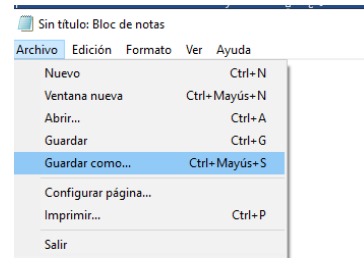 Sin título: Bloc de notas
Archivo Edición Formato Ver Ayuda
Nuevo Ctrl+N
Ventana nueva Ctrl+Mayús+N
Abrir... Ctrl+A
Guardar Ctrl+G
Guardar como... Ctrl+Mayús+S
Configurar página...
Imprimir... Ctrl+P
Salir